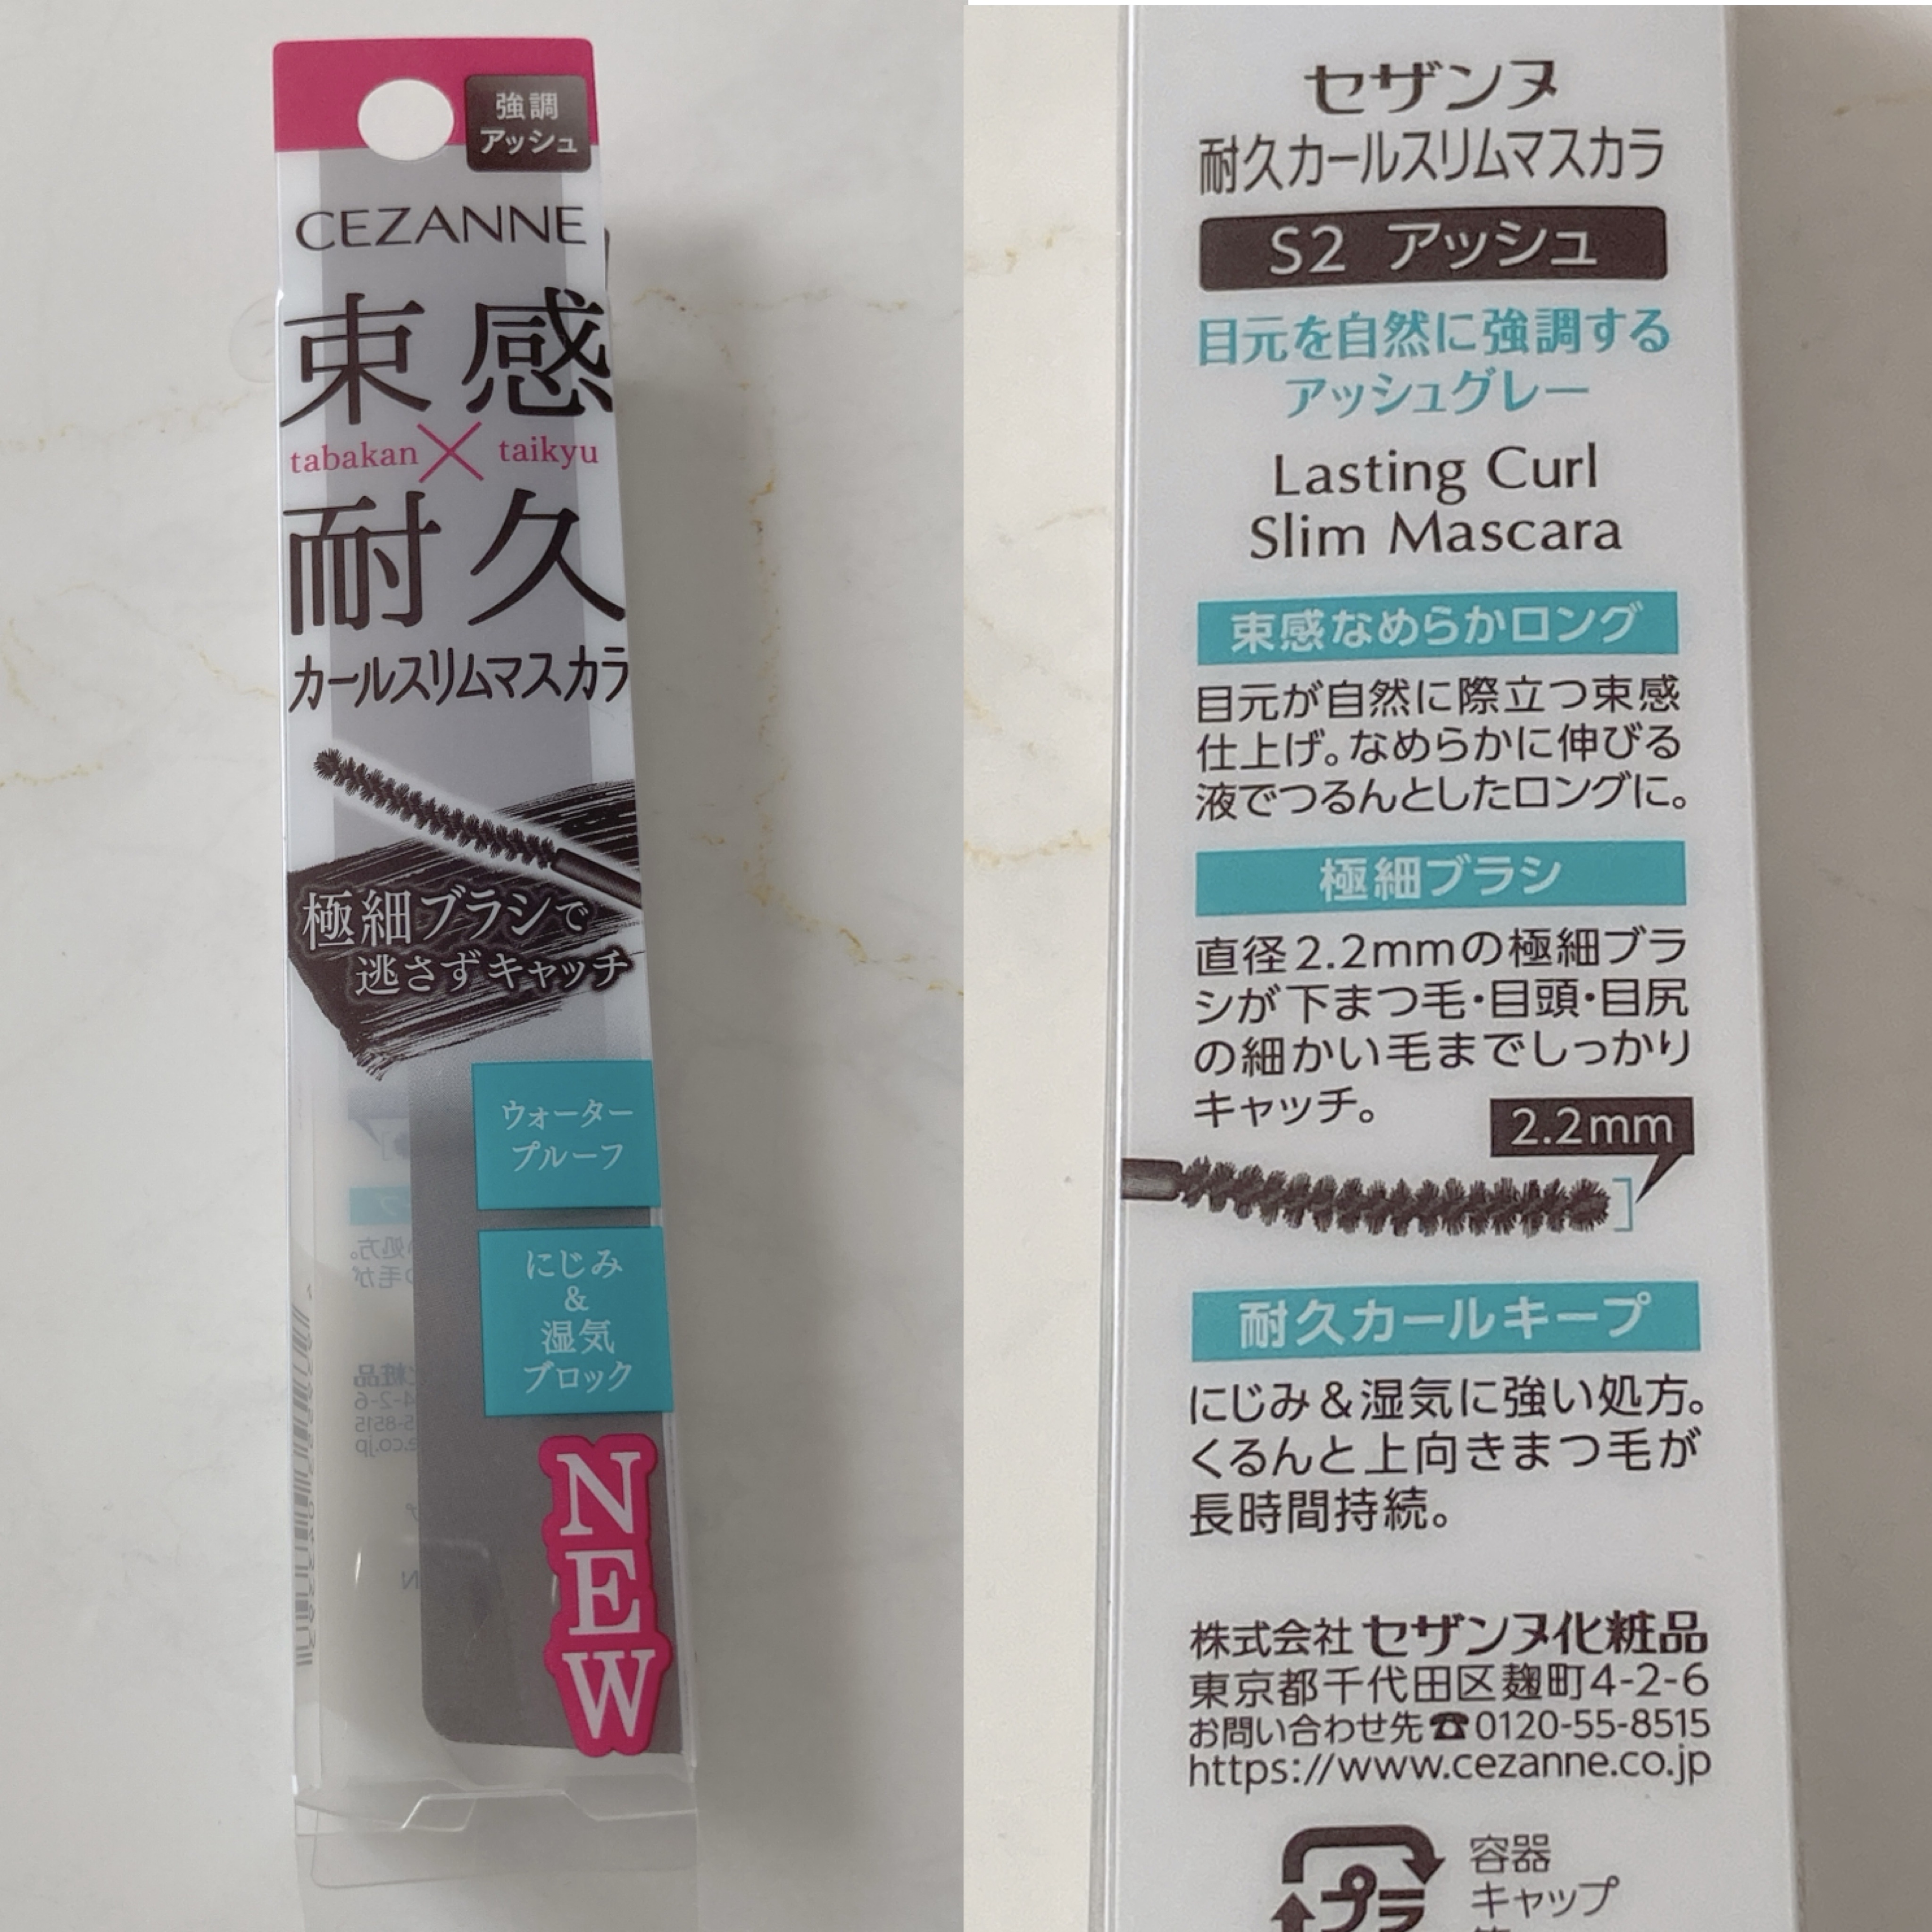 強調
アッシュ
CEZANNE
束感
tabakan × taikyu
耐久
カールスリムマスカラ
極細ブラシで
逃さずキャッチ
ウォーター
プルーフ
にじみ
&
湿気
ブロック
NEW
セザンヌ
耐久カールスリムマスカラ
S2 アッシュ
目元を自然に強調する
アッシュグレー
Lasting Curl
Slim Mascara
束感なめらかロング
目元が自然に際立つ束感
仕上げ。なめらかに伸びる
液でつるんとしたロングに。
極細ブラシ
直径2.2mmの極細ブラ
シが下まつ毛・目頭・目尻
の細かい毛までしっかり
キャッチ。
2.2mm
耐久カールキープ
にじみ&湿気に強い処方。
くるんと上向きまつ毛が
長時間持続。
株式会社 セザンヌ化粧品
東京都千代田区麹町4-2-6
お問い合わせ先☎0120-55-8515
https://www.cezanne.co.jp
プラ
容器
キャップ